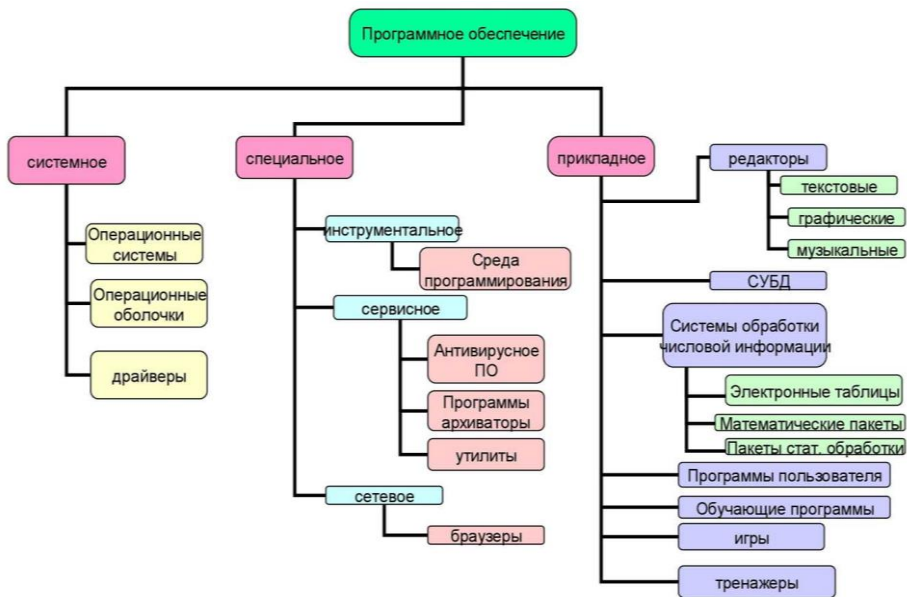 Программное обеспечение
системное
Операционные
системы
Операционные
оболочки
драйверы
специальное
инструментальное
Среда
программирования
сервисное
Антивирусное
ПО
Программы
архиваторы
утилиты
сетевое
браузеры
прикладное
редакторы
текстовые
графические
музыкальные
СУБД
Системы обработки
числовой информации
Электронные таблицы
Математические пакеты
Пакеты стат. обработки
Программы пользователя
Обучающие программы
игры
тренажеры